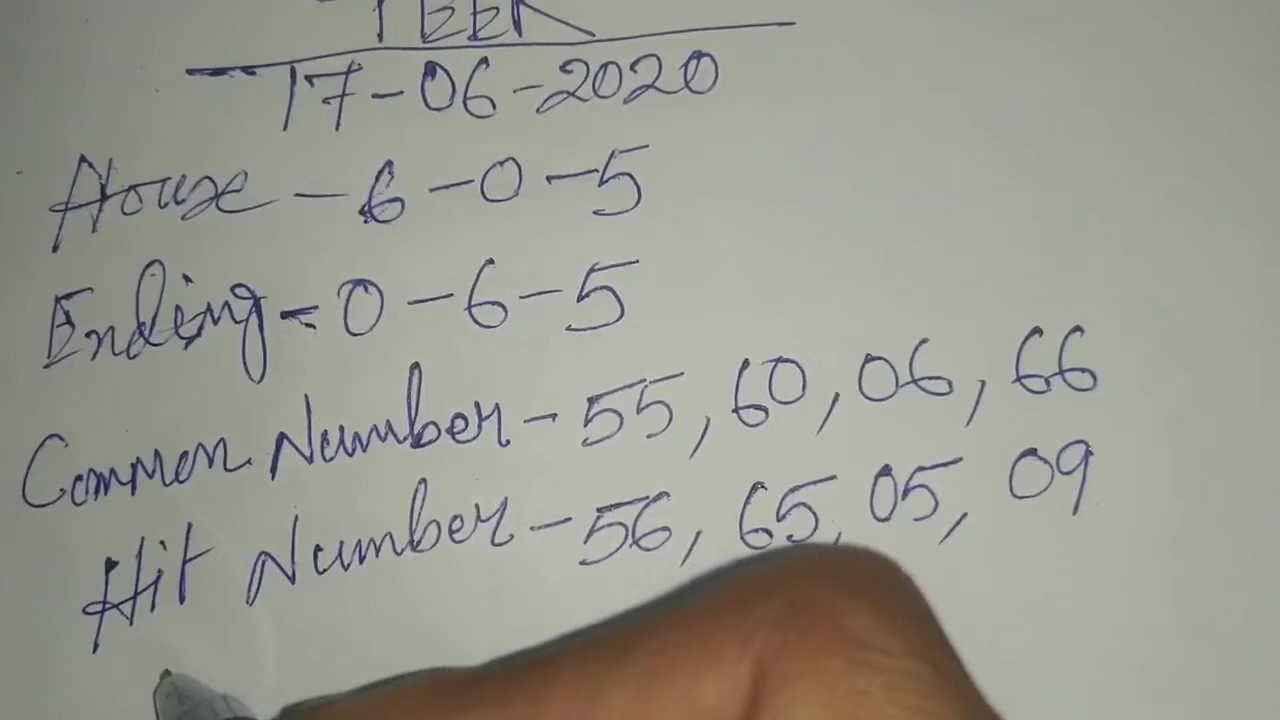 TEER
17-06-2020
House - 6 - 0 - 5
Ending - 0 - 6 - 5
Common Number - 55, 60, 06, 66
Hit Number - 56, 65, 05, 09